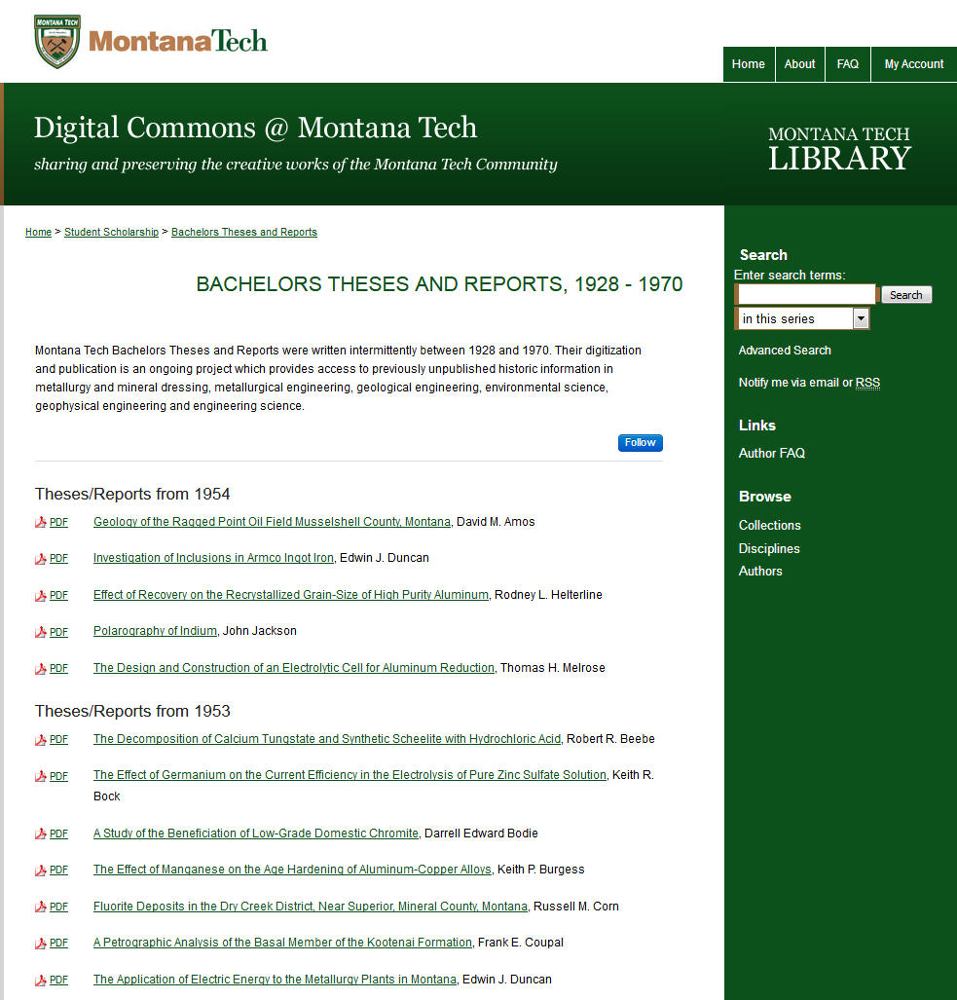 MONTANA TECH
MontanaTech
Home About FAQ My Account
Digital Commons @ Montana Tech
sharing and preserving the creative works of the Montana Tech Community
MONTANA TECH
LIBRARY
Home > Student Scholarship > Bachelors Theses and Reports
BACHELORS THESES AND REPORTS, 1928 - 1970
Montana Tech Bachelors Theses and Reports were written intermittently between 1928 and 1970. Their digitization
and publication is an ongoing project which provides access to previously unpublished historic information in
metallurgy and mineral dressing, metallurgical engineering, geological engineering, environmental science,
geophysical engineering and engineering science.
Follow
Theses/Reports from 1954
PDF Geology of the Ragged Point Oil Field Musselshell County, Montana, David M. Amos
PDF Investigation of Inclusions in Armco Ingot Iron, Edwin J. Duncan
PDF Effect of Recovery on the Recrystallized Grain-Size of High Purity Aluminum, Rodney L. Helterline
PDF Polarography of Indium, John Jackson
PDF The Design and Construction of an Electrolytic Cell for Aluminum Reduction, Thomas H. Melrose
Theses/Reports from 1953
PDF The Decomposition of Calcium Tungstate and Synthetic Scheelite with Hydrochloric Acid, Robert R. Beebe
PDF The Effect of Germanium on the Current Efficiency in the Electrolysis of Pure Zinc Sulfate Solution, Keith R.
Bock
PDF A Study of the Beneficiation of Low-Grade Domestic Chromite, Darrell Edward Bodie
PDF The Effect of Manganese on the Age Hardening of Aluminum-Copper Alloys, Keith P. Burgess
PDF Fluorite Deposits in the Dry Creek District, Near Superior, Mineral County, Montana, Russell M. Corn
PDF A Petrographic Analysis of the Basal Member of the Kootenai Formation, Frank E. Coupal
PDF The Application of Electric Energy to the Metallurgy Plants in Montana, Edwin J. Duncan
Search
Enter search terms:
Search
in this series
Advanced Search
Notify me via email or RSS
Links
Author FAQ
Browse
Collections
Disciplines
Authors